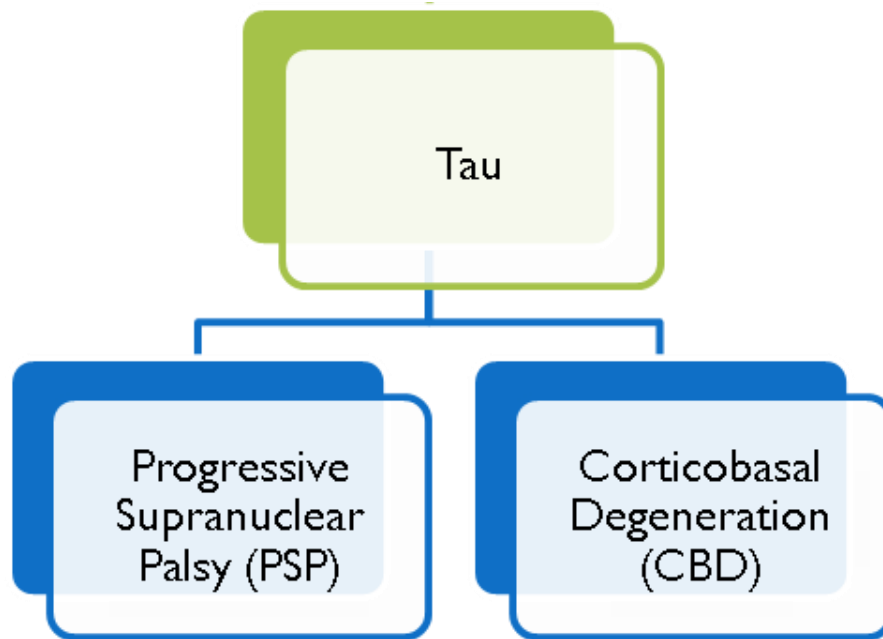 Tau
Progressive
Supranuclear
Palsy (PSP)
Corticobasal
Degeneration
(CBD)